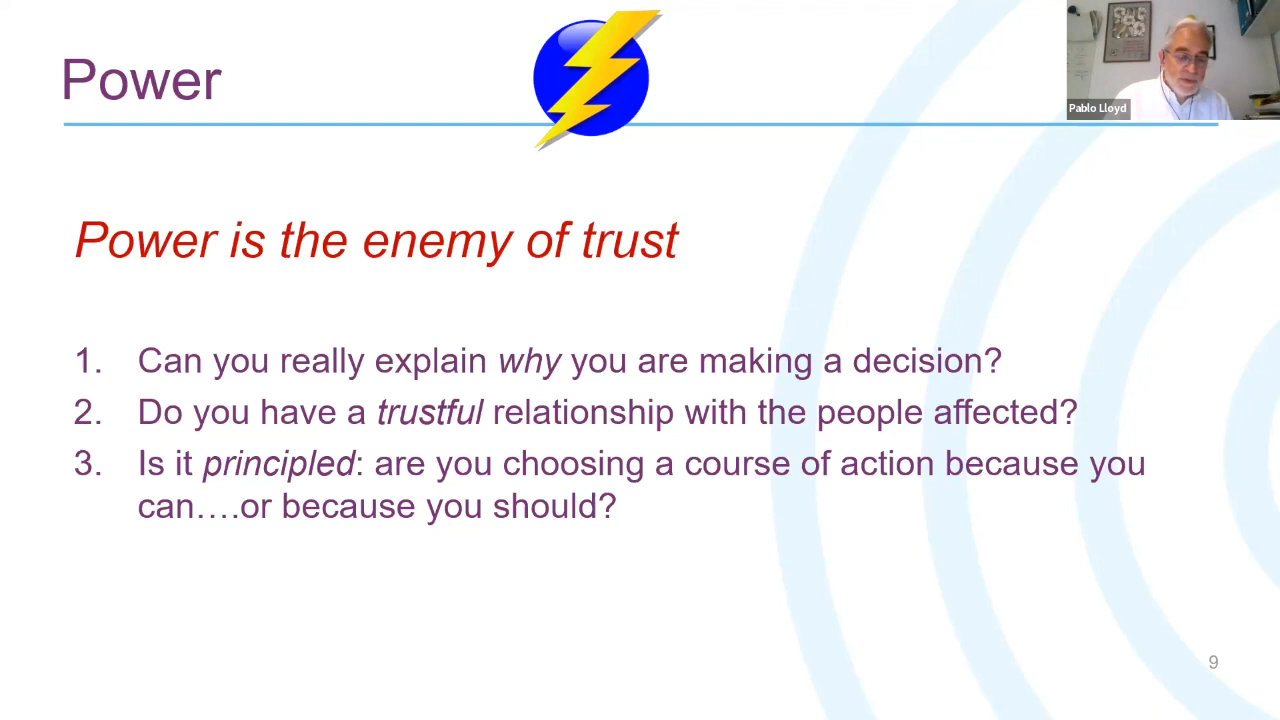 Power
Pablo Lloyd
Power is the enemy of trust
1. Can you really explain why you are making a decision?
2. Do you have a trustful relationship with the people affected?
3. Is it principled: are you choosing a course of action because you
can….or because you should?
9